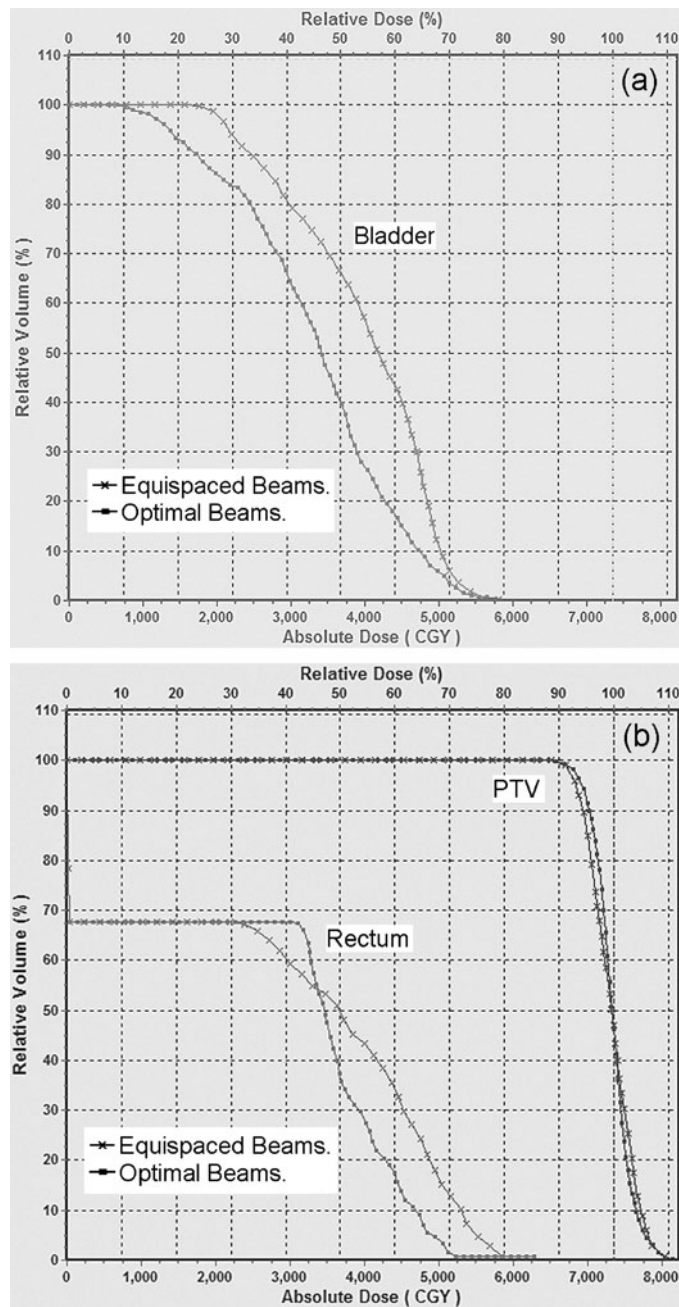 Relative Dose (%)
0 10 20 30 40 50 60 70 80 90 100 110
(a)
110
100
90
80
70
60
50
40
30
20
10
0
Relative Volume (%)
Bladder
Equispaced Beams.
Optimal Beams.
0 1,000 2,000 3,000 4,000 5,000 6,000 7,000 8,000
Absolute Dose ( CGY )
Relative Dose (%)
0 10 20 30 40 50 60 70 80 90 100 110
(b)
110
100
90
80
70
60
50
40
30
20
10
0
Relative Volume (%)
PTV
Rectum
Equispaced Beams.
Optimal Beams.
0 1,000 2,000 3,000 4,000 5,000 6,000 7,000 8,000
Absolute Dose ( CGY )